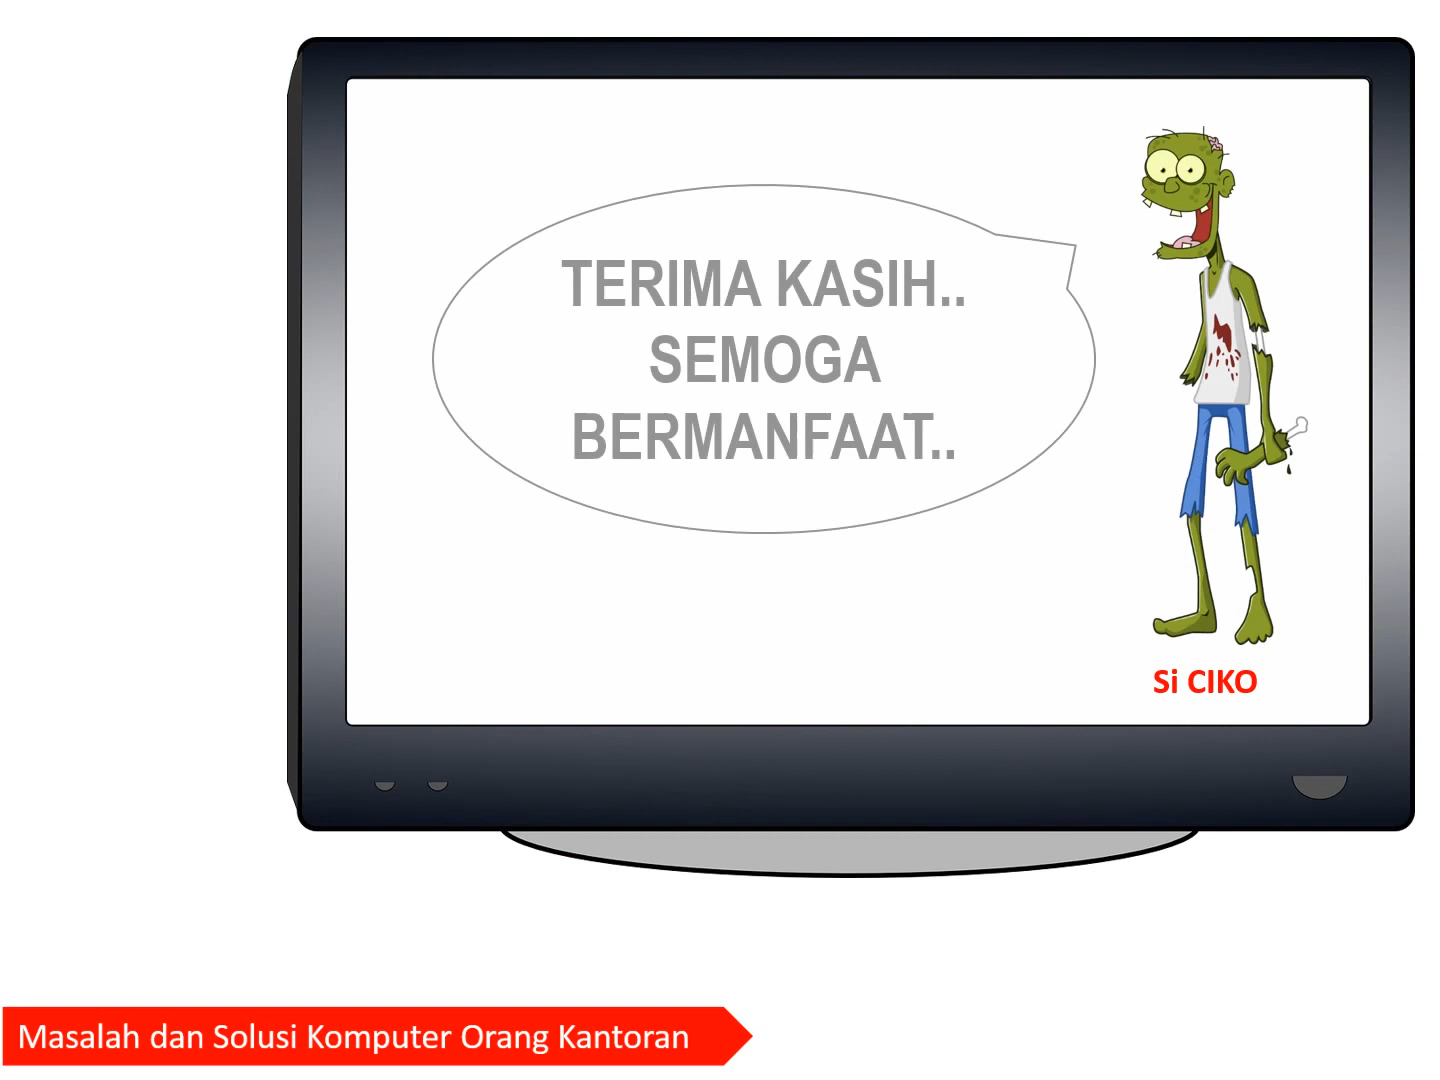 TERIMA KASIH..
SEMOGA
BERMANFAAT..
Si CIKO
Masalah dan Solusi Komputer Orang Kantoran